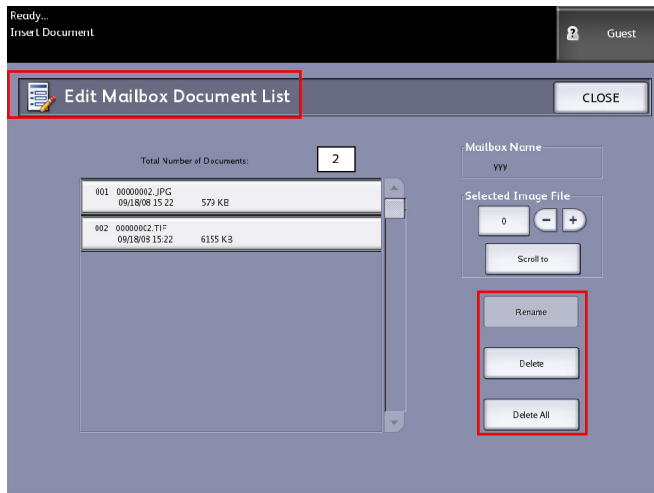 Ready...
Insert Document
Guest
Edit Mailbox Document List
CLOSE
Total Number of Documents:
2
001 00000002.JPG
09/18/08 15 22 579 KB
002 00000002.TIF
09/18/08 15:22 6155 KB
Mailbox Name
yyy
Selected Image File
0 − +
Scroll to
Rename
Delete
Delete All